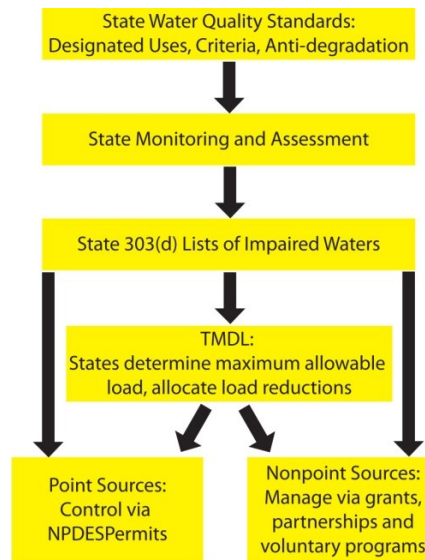 State Water Quality Standards:
Designated Uses, Criteria, Anti-degradation
State Monitoring and Assessment
State 303(d) Lists of Impaired Waters
TMDL:
States determine maximum allowable
load, allocate load reductions
Point Sources:
Control via
NPDESPermits
Nonpoint Sources:
Manage via grants,
partnerships and
voluntary programs